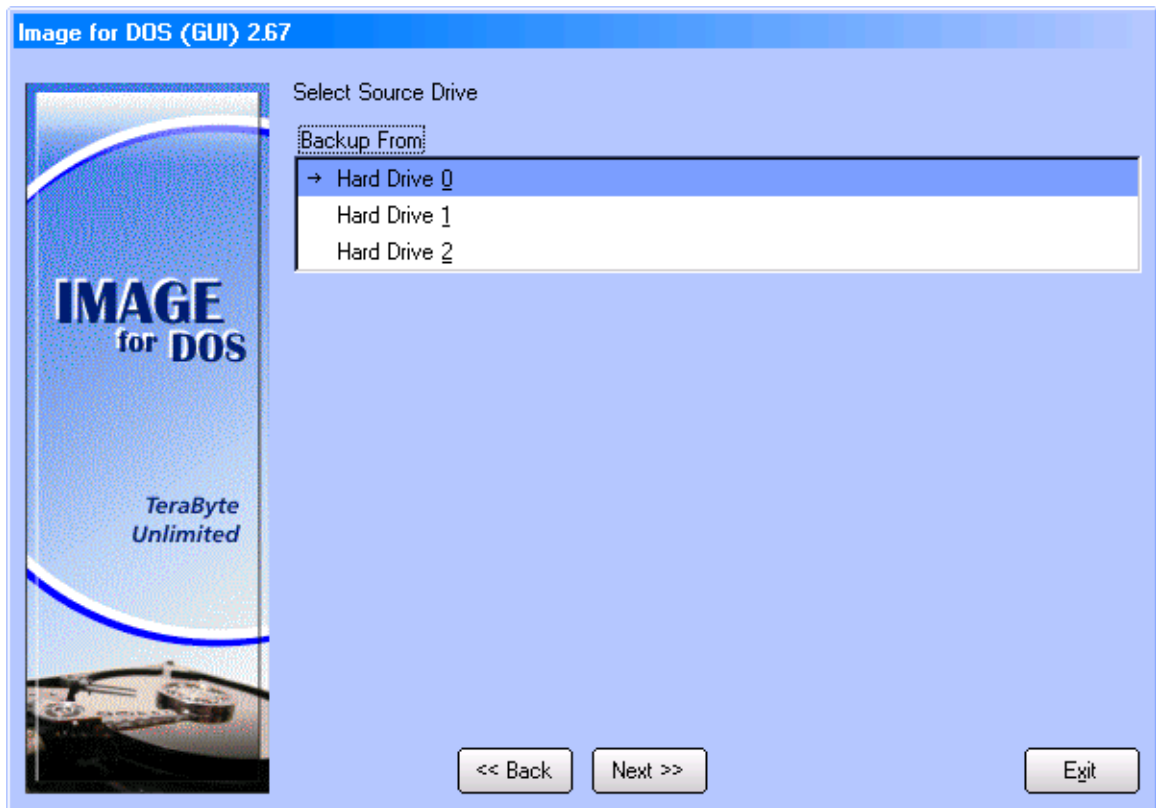 Image for DOS (GUI) 2.67
Select Source Drive
Backup From
→ Hard Drive 0
Hard Drive 1
Hard Drive 2
IMAGE
for DOS
TeraByte
Unlimited
<< Back
Next >>
Exit